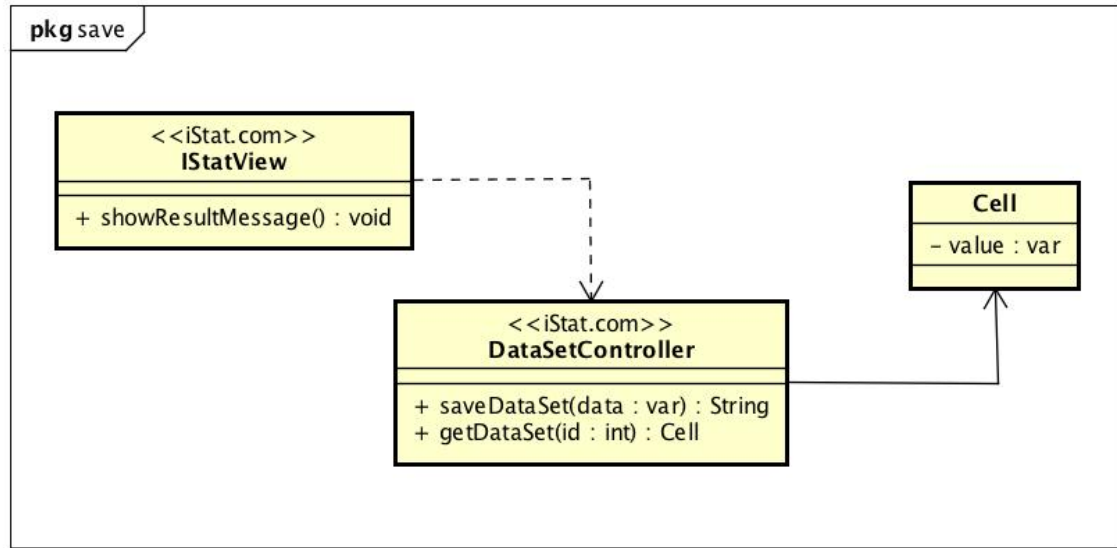 pkg save
<<iStat.com>>
IStatView
+ showResultMessage() : void
Cell
– value : var
<<iStat.com>>
DataSetController
+ saveDataSet(data : var) : String
+ getDataSet(id : int) : Cell